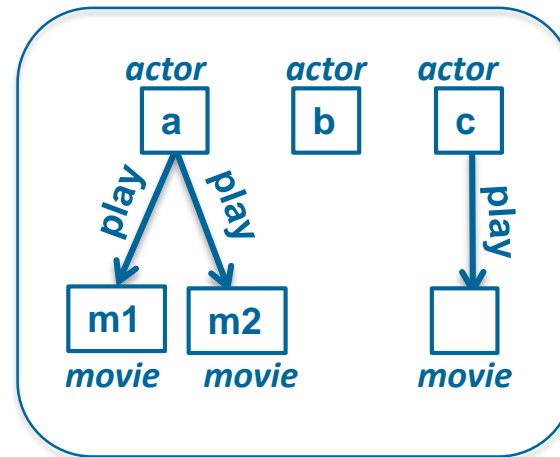 actor actor actor
a b c
play play play
m1 m2
movie movie movie